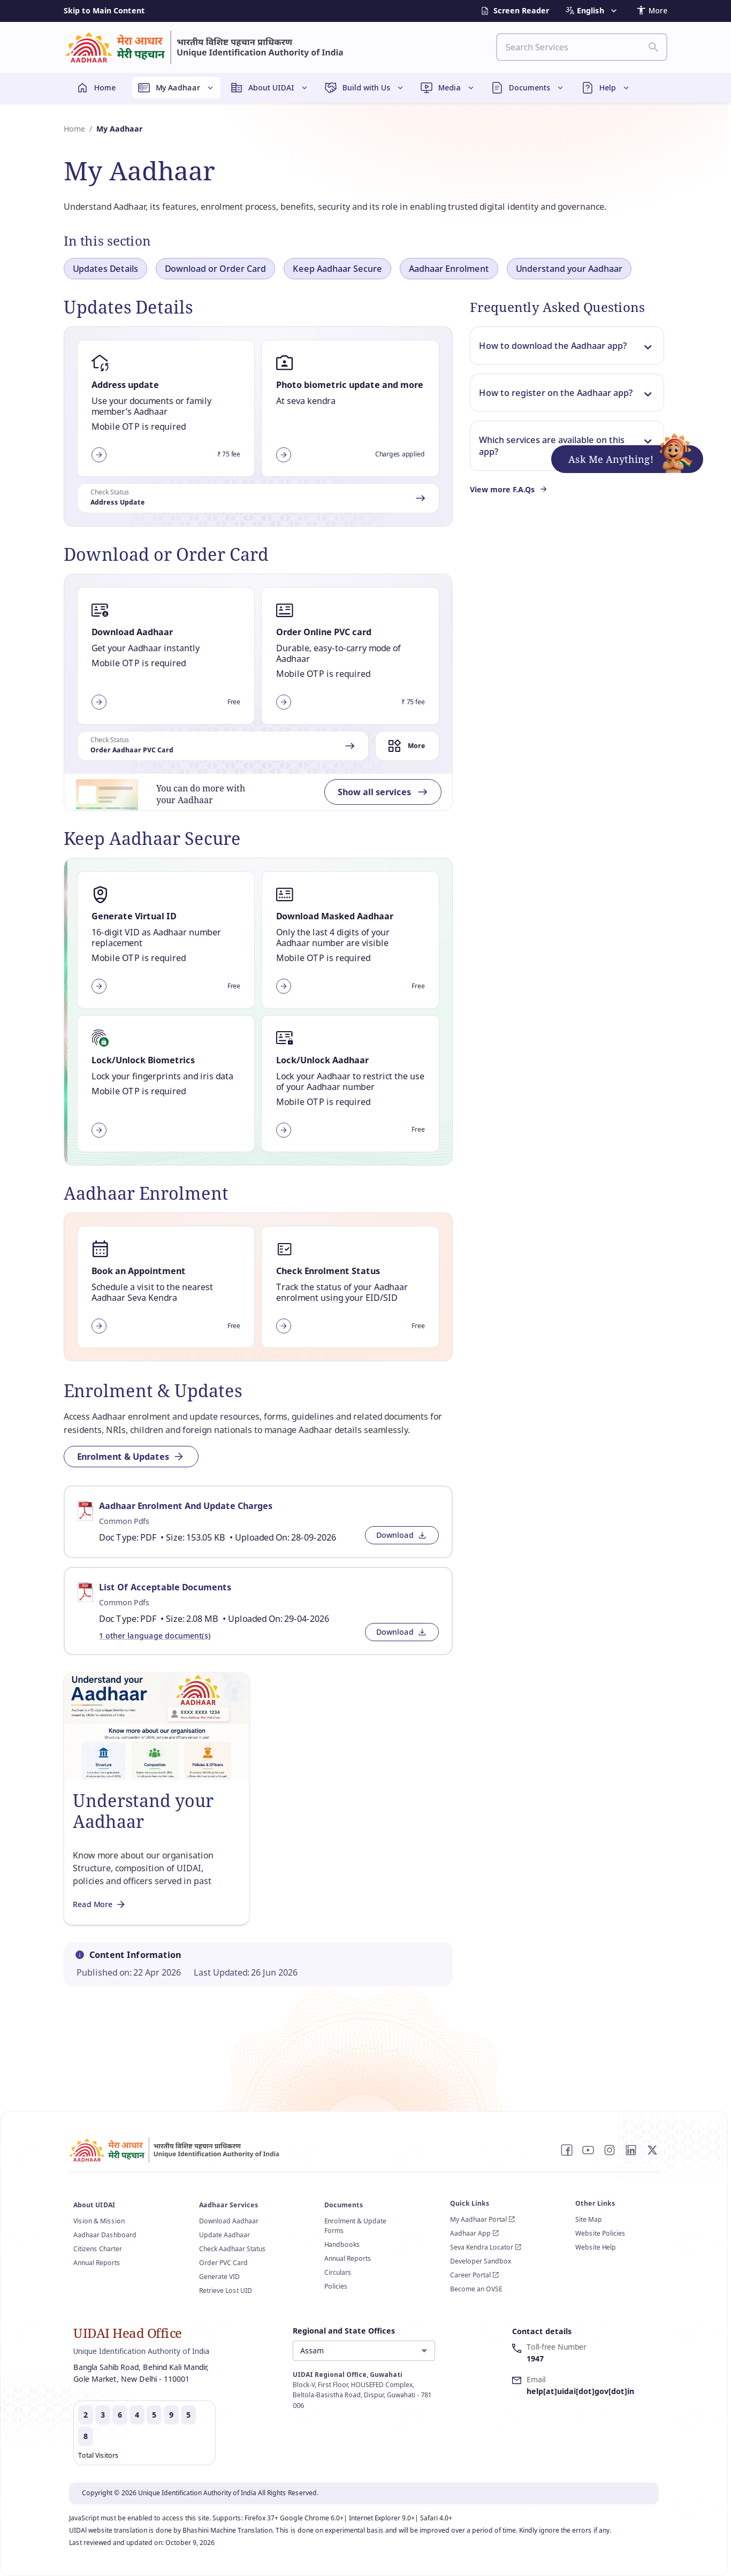 Skip to Main Content
Screen Reader
English
More
मेरा आधार
मेरी पहचान
भारतीय विशिष्ट पहचान प्राधिकरण
Unique Identification Authority of India
Search Services
Home
My Aadhaar
About UIDAI
Build with Us
Media
Documents
Help
Home / My Aadhaar
My Aadhaar
Understand Aadhaar, its features, enrolment process, benefits, security and its role in enabling trusted digital identity and governance.
In this section
Updates Details
Download or Order Card
Keep Aadhaar Secure
Aadhaar Enrolment
Understand your Aadhaar
Updates Details
Address update
Use your documents or family
member's Aadhaar
Mobile OTP is required
₹ 75 fee
Photo biometric update and more
At seva kendra
Charges applied
Check Status
Address Update
Frequently Asked Questions
How to download the Aadhaar app?
How to register on the Aadhaar app?
Which services are available on this
app?
Ask Me Anything!
View more F.A.Qs
Download or Order Card
Download Aadhaar
Get your Aadhaar instantly
Mobile OTP is required
Free
Order Online PVC card
Durable, easy-to-carry mode of
Aadhaar
Mobile OTP is required
₹ 75 fee
Check Status
Order Aadhaar PVC Card
More
You can do more with
your Aadhaar
Show all services
Keep Aadhaar Secure
Generate Virtual ID
16-digit VID as Aadhaar number
replacement
Mobile OTP is required
Free
Download Masked Aadhaar
Only the last 4 digits of your
Aadhaar number are visible
Mobile OTP is required
Free
Lock/Unlock Biometrics
Lock your fingerprints and iris data
Mobile OTP is required
Lock/Unlock Aadhaar
Lock your Aadhaar to restrict the use
of your Aadhaar number
Mobile OTP is required
Free
Aadhaar Enrolment
Book an Appointment
Schedule a visit to the nearest
Aadhaar Seva Kendra
Free
Check Enrolment Status
Track the status of your Aadhaar
enrolment using your EID/SID
Free
Enrolment & Updates
Access Aadhaar enrolment and update resources, forms, guidelines and related documents for
residents, NRIs, children and foreign nationals to manage Aadhaar details seamlessly.
Enrolment & Updates
Aadhaar Enrolment And Update Charges
Common Pdfs
Doc Type: PDF • Size: 153.05 KB • Uploaded On: 28-09-2026
Download
List Of Acceptable Documents
Common Pdfs
Doc Type: PDF • Size: 2.08 MB • Uploaded On: 29-04-2026
1 other language document(s)
Download
Understand your
Aadhaar
XXXX XXXX 1234
Know more about our organisation
Structure
Composition
Policies & Officers
Understand your
Aadhaar
Know more about our organisation
Structure, composition of UIDAI,
policies and officers served in past
Read More
Content Information
Published on: 22 Apr 2026 Last Updated: 26 Jun 2026
मेरा आधार
मेरी पहचान
भारतीय विशिष्ट पहचान प्राधिकरण
Unique Identification Authority of India
About UIDAI
Vision & Mission
Aadhaar Dashboard
Citizens Charter
Annual Reports
Aadhaar Services
Download Aadhaar
Update Aadhaar
Check Aadhaar Status
Order PVC Card
Generate VID
Retrieve Lost UID
Documents
Enrolment & Update
Forms
Handbooks
Annual Reports
Circulars
Policies
Quick Links
My Aadhaar Portal
Aadhaar App
Seva Kendra Locator
Developer Sandbox
Career Portal
Become an OVSE
Other Links
Site Map
Website Policies
Website Help
UIDAI Head Office
Unique Identification Authority of India
Bangla Sahib Road, Behind Kali Mandir,
Gole Market, New Delhi - 110001
2 3 6 4 5 9 5
8
Total Visitors
Regional and State Offices
Assam
UIDAI Regional Office, Guwahati
Block-V, First Floor, HOUSEFED Complex,
Beltola-Basistha Road, Dispur, Guwahati - 781
006
Contact details
Toll-free Number
1947
Email
help[at]uidai[dot]gov[dot]in
Copyright © 2026 Unique Identification Authority of India All Rights Reserved.
JavaScript must be enabled to access this site. Supports: Firefox 37+ Google Chrome 6.0+| Internet Explorer 9.0+| Safari 4.0+
UIDAI website translation is done by Bhashini Machine Translation. This is done on experimental basis and will be improved over a period of time. Kindly ignore the errors if any.
Last reviewed and updated on: October 9, 2026